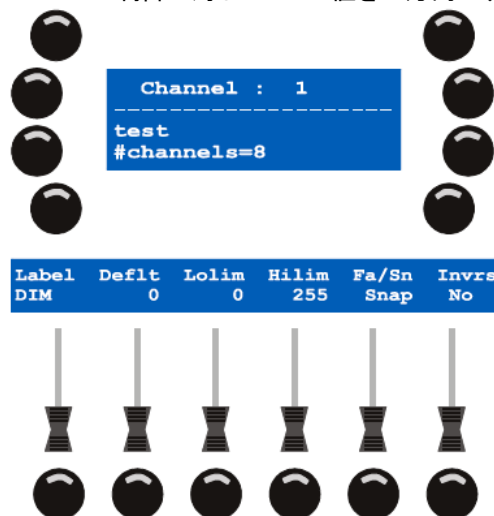 Channel : 1
--------------------
test
#channels=8
Label Deflt Lolim Hilim Fa/Sn Invrs
DIM 0 0 255 Snap No